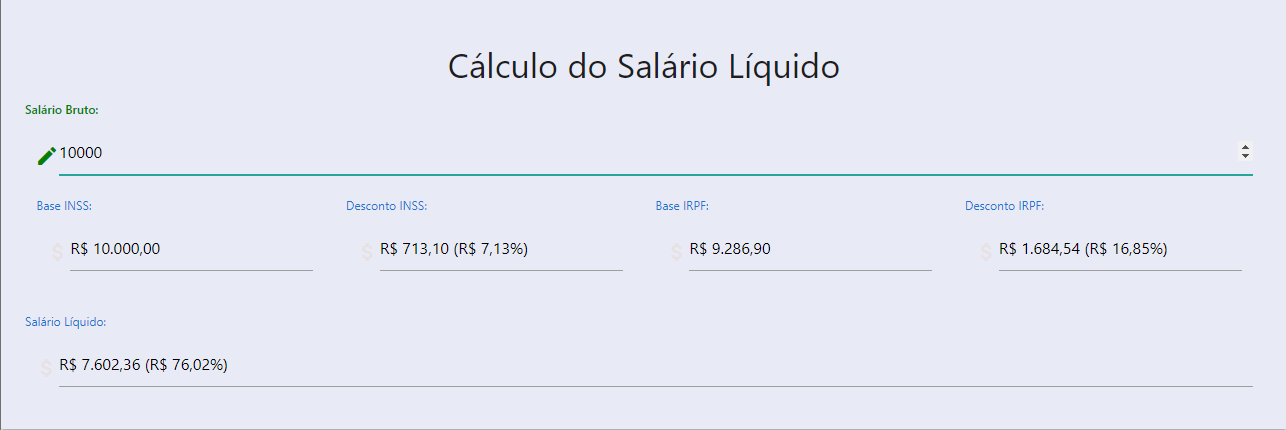 Cálculo do Salário Líquido
Salário Bruto:
10000
Base INSS: Desconto INSS: Base IRPF: Desconto IRPF:
$ R$ 10.000,00 $ R$ 713,10 (R$ 7,13%) $ R$ 9.286,90 $ R$ 1.684,54 (R$ 16,85%)
Salário Líquido:
$ R$ 7.602,36 (R$ 76,02%)